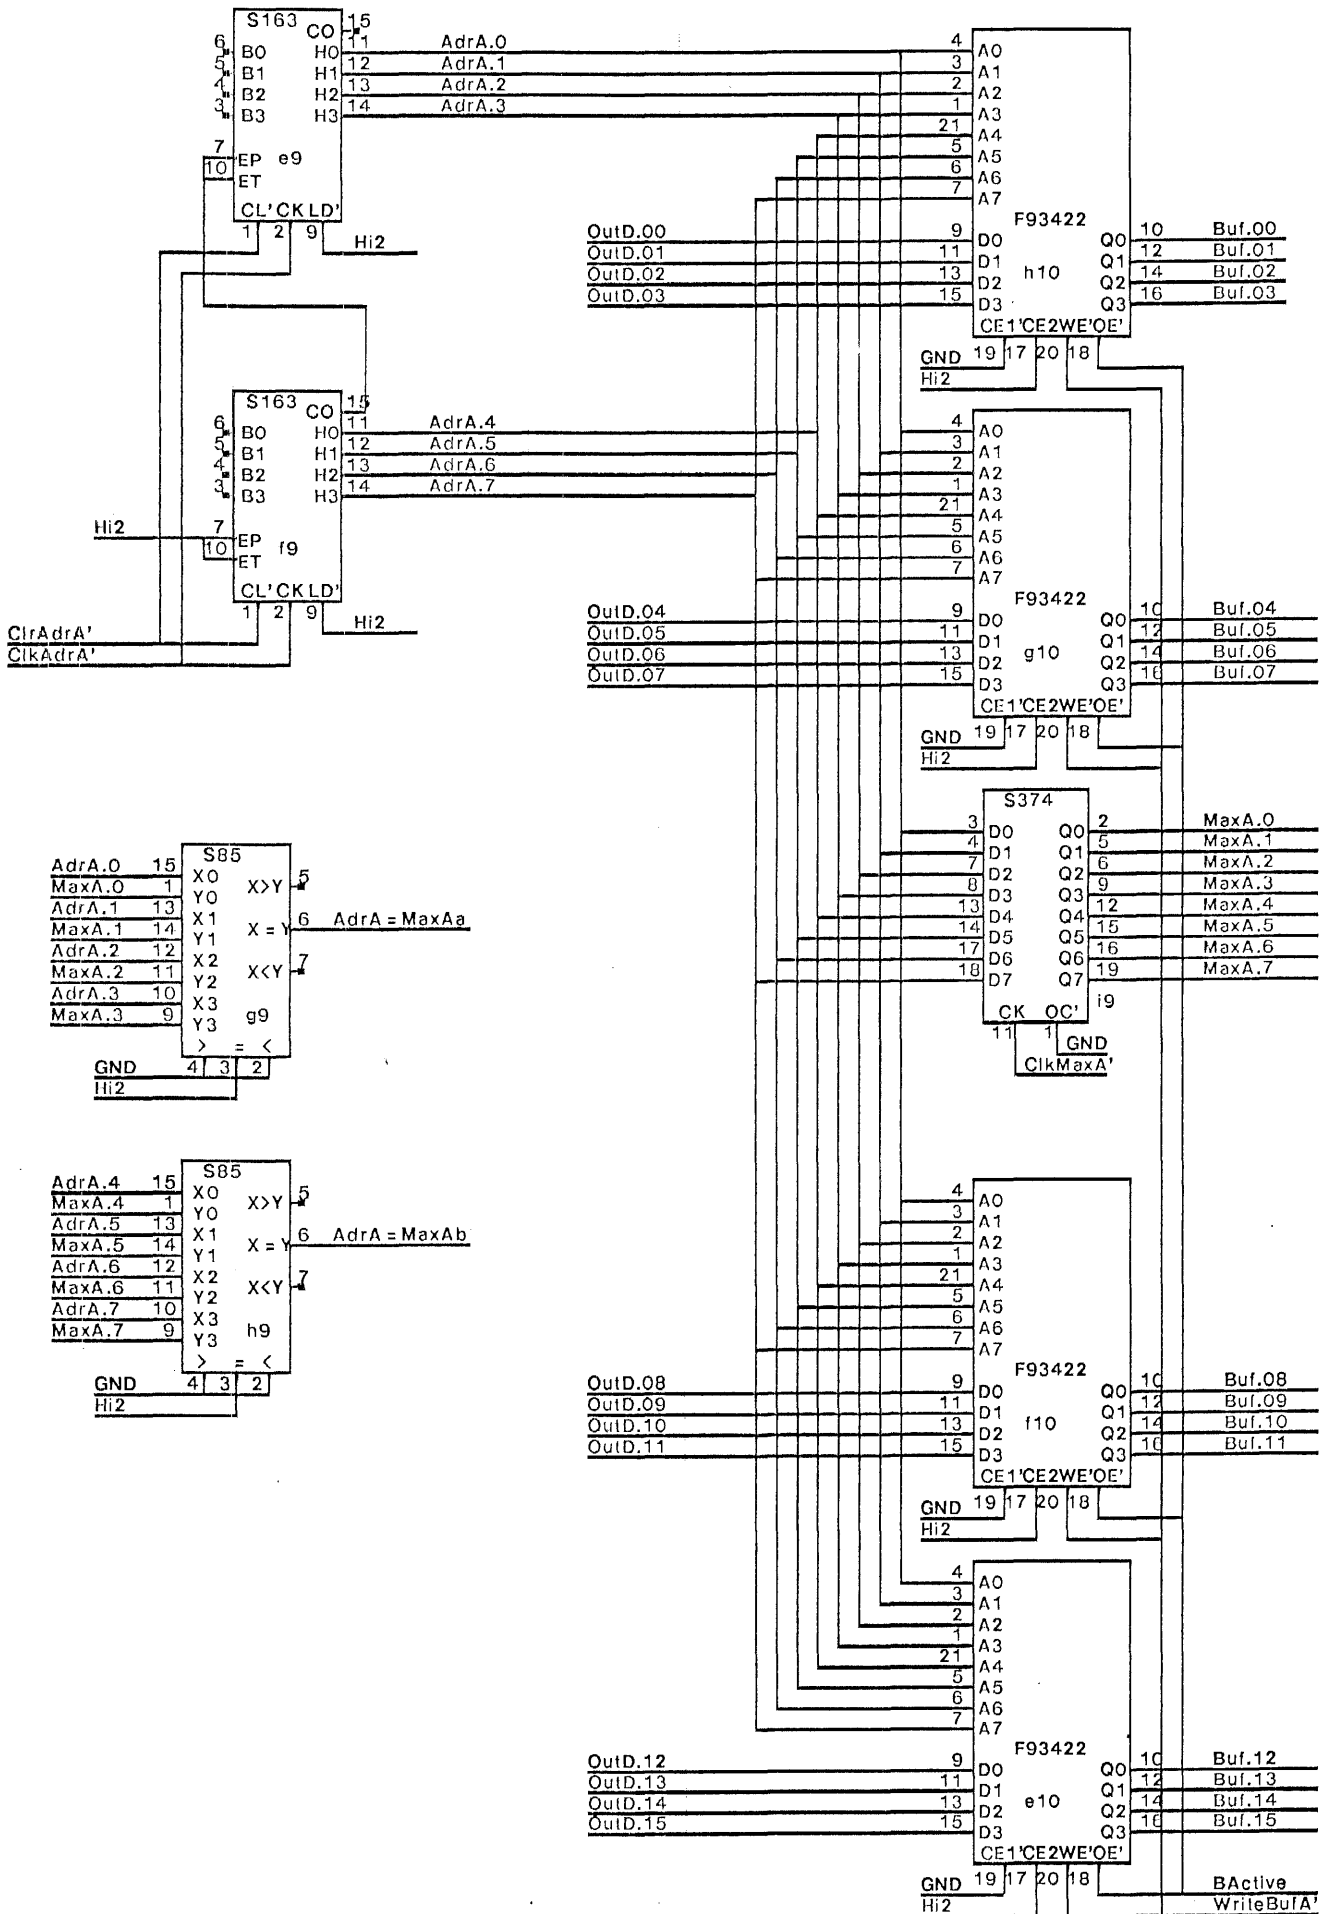 S163
CO 15
6 B0 H0 11 AdrA.0
5 B1 H1 12 AdrA.1
4 B2 H2 13 AdrA.2
3 B3 H3 14 AdrA.3
7 EP e9
10 ET
CL' CK LD'
1 2 9 Hi2
S163
CO 15
6 B0 H0 11 AdrA.4
5 B1 H1 12 AdrA.5
4 B2 H2 13 AdrA.6
3 B3 H3 14 AdrA.7
Hi2 7 EP f9
10 ET
CL' CK LD'
1 2 9 Hi2
ClrAdrA'
ClkAdrA'
S85
AdrA.0 15 X0 X>Y 5
MaxA.0 1 Y0
AdrA.1 13 X1 X=Y 6 AdrA=MaxAa
MaxA.1 14 Y1
AdrA.2 12 X2 X<Y 7
MaxA.2 11 Y2
AdrA.3 10 X3
MaxA.3 9 Y3 g9
> = <
GND 4 3 2
Hi2
S85
AdrA.4 15 X0 X>Y 5
MaxA.4 1 Y0
AdrA.5 13 X1 X=Y 6 AdrA=MaxAb
MaxA.5 14 Y1
AdrA.6 12 X2 X<Y 7
MaxA.6 11 Y2
AdrA.7 10 X3
MaxA.7 9 Y3 h9
> = <
GND 4 3 2
Hi2
4 A0
3 A1
2 A2
1 A3
21 A4
5 A5
6 A6
7 A7
F93422
OutD.00 9 D0 Q0 10 Buf.00
OutD.01 11 D1 Q1 12 Buf.01
OutD.02 13 D2 h10 Q2 14 Buf.02
OutD.03 15 D3 Q3 16 Buf.03
CE1'CE2WE'OE'
GND 19 17 20 18
Hi2
4 A0
3 A1
2 A2
1 A3
21 A4
5 A5
6 A6
7 A7
F93422
OutD.04 9 D0 Q0 10 Buf.04
OutD.05 11 D1 Q1 12 Buf.05
OutD.06 13 D2 g10 Q2 14 Buf.06
OutD.07 15 D3 Q3 16 Buf.07
CE1'CE2WE'OE'
GND 19 17 20 18
Hi2
S374
3 D0 Q0 2 MaxA.0
4 D1 Q1 5 MaxA.1
7 D2 Q2 6 MaxA.2
8 D3 Q3 9 MaxA.3
13 D4 Q4 12 MaxA.4
14 D5 Q5 15 MaxA.5
17 D6 Q6 16 MaxA.6
18 D7 Q7 19 MaxA.7
i9
CK OC'
11 1 GND
ClkMaxA'
4 A0
3 A1
2 A2
1 A3
21 A4
5 A5
6 A6
7 A7
F93422
OutD.08 9 D0 Q0 10 Buf.08
OutD.09 11 D1 Q1 12 Buf.09
OutD.10 13 D2 f10 Q2 14 Buf.10
OutD.11 15 D3 Q3 16 Buf.11
CE1'CE2WE'OE'
GND 19 17 20 18
Hi2
4 A0
3 A1
2 A2
1 A3
21 A4
5 A5
6 A6
7 A7
F93422
OutD.12 9 D0 Q0 10 Buf.12
OutD.13 11 D1 Q1 12 Buf.13
OutD.14 13 D2 e10 Q2 14 Buf.14
OutD.15 15 D3 Q3 16 Buf.15
CE1'CE2WE'OE'
GND 19 17 20 18 BActive
Hi2 WriteBufA'